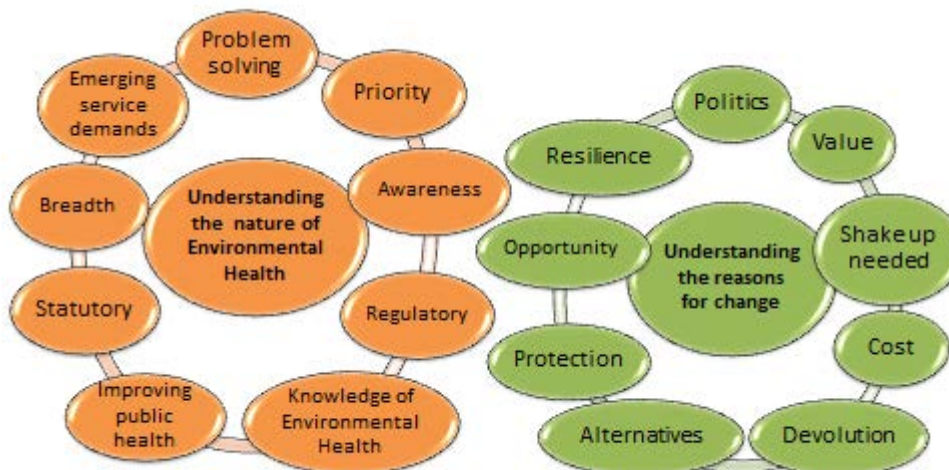 Problem
solving
Priority
Awareness
Regulatory
Knowledge of
Environmental
Health
Improving
public
health
Statutory
Breadth
Emerging
service
demands
Understanding
the nature of
Environmental
Health
Politics
Value
Shake up
needed
Cost
Devolution
Alternatives
Protection
Opportunity
Resilience
Understanding
the reasons
for change